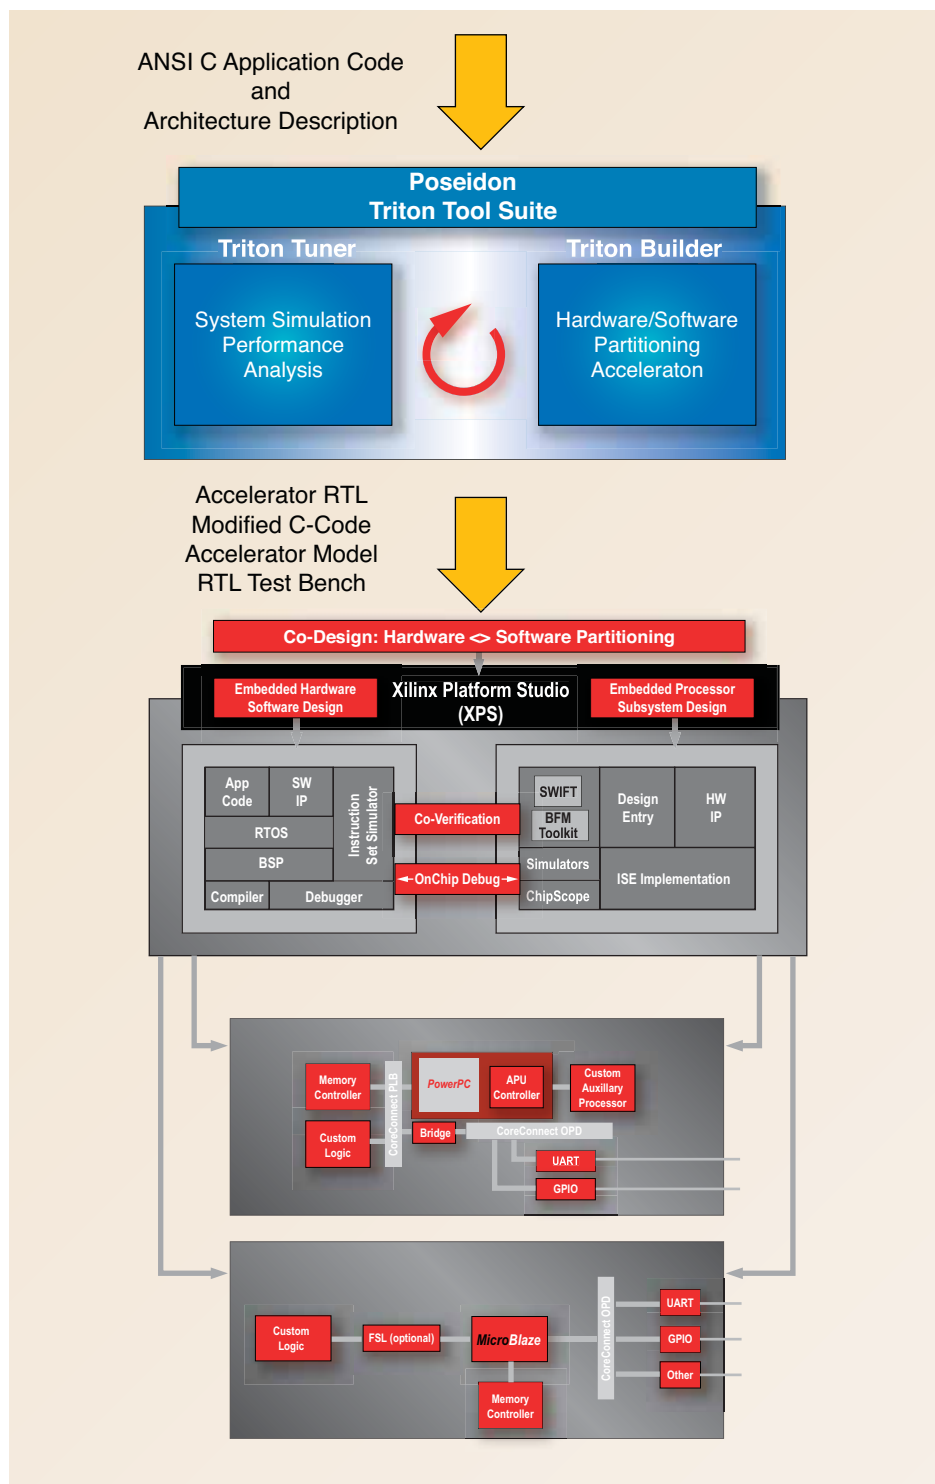 ANSI C Application Code
and
Architecture Description
Poseidon
Triton Tool Suite
Triton Tuner
Triton Builder
System Simulation
Performance
Analysis
Hardware/Software
Partitioning
Acceleraton
Accelerator RTL
Modified C-Code
Accelerator Model
RTL Test Bench
Co-Design: Hardware <> Software Partitioning
Embedded Hardware
Software Design
Xilinx Platform Studio
(XPS)
Embedded Processor
Subsystem Design
App
Code
SW
IP
Instruction
Set Simulator
RTOS
BSP
Compiler
Debugger
Co-Verification
OnChip Debug
SWIFT
BFM
Toolkit
Design
Entry
HW
IP
Simulators
ISE Implementation
ChipScope
Memory
Controller
Custom
Logic
CoreConnect PLB
PowerPC
APU
Controller
Custom
Auxillary
Processor
Bridge
CoreConnect OPD
UART
GPIO
Custom
Logic
FSL (optional)
MicroBlaze
Memory
Controller
CoreConnect OPD
UART
GPIO
Other